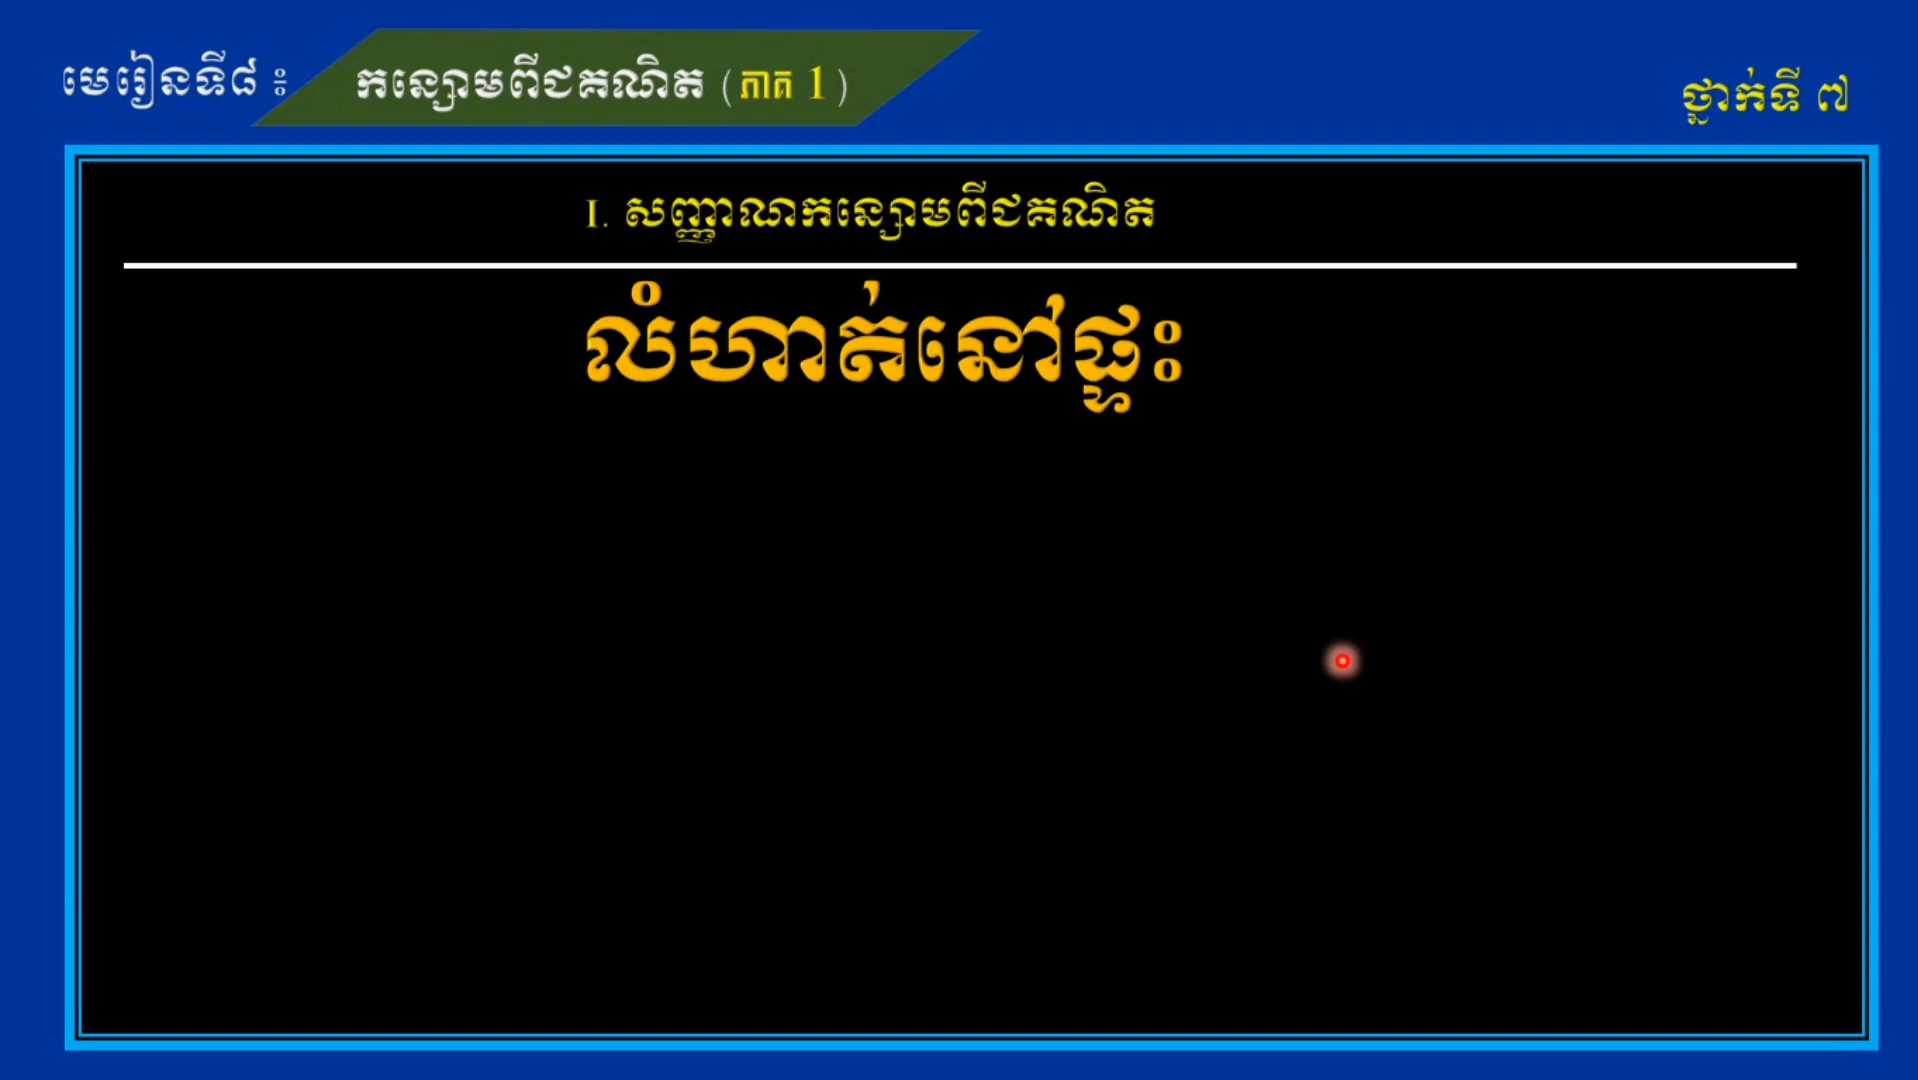 មេរៀនទី៨ ៖ កន្សោមពីជគណិត (ភាគ 1)
ថ្នាក់ទី ៧
I. សញ្ញាណកន្សោមពីជគណិត
លំហាត់នៅផ្ទះ